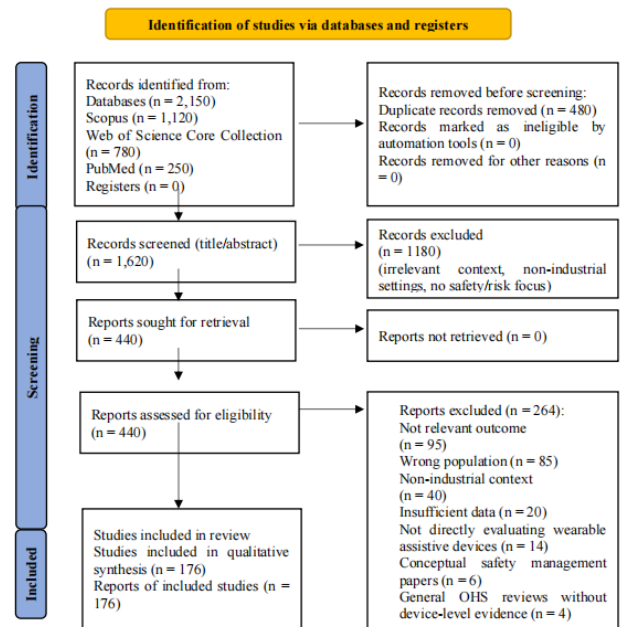 Identification of studies via databases and registers
Identification
Records identified from:
Databases (n = 2,150)
Scopus (n = 1,120)
Web of Science Core Collection
(n = 780)
PubMed (n = 250)
Registers (n = 0)
Records removed before screening:
Duplicate records removed (n = 480)
Records marked as ineligible by
automation tools (n = 0)
Records removed for other reasons (n
= 0)
Screening
Records screened (title/abstract)
(n = 1,620)
Records excluded
(n = 1180)
(irrelevant context, non-industrial
settings, no safety/risk focus)
Reports sought for retrieval
(n = 440)
Reports not retrieved (n = 0)
Reports assessed for eligibility
(n = 440)
Reports excluded (n = 264):
Not relevant outcome
(n = 95)
Wrong population (n = 85)
Non-industrial context
(n = 40)
Insufficient data (n = 20)
Not directly evaluating wearable
assistive devices (n = 14)
Conceptual safety management
papers (n = 6)
General OHS reviews without
device-level evidence (n = 4)
Included
Studies included in review
Studies included in qualitative
synthesis (n = 176)
Reports of included studies (n =
176)